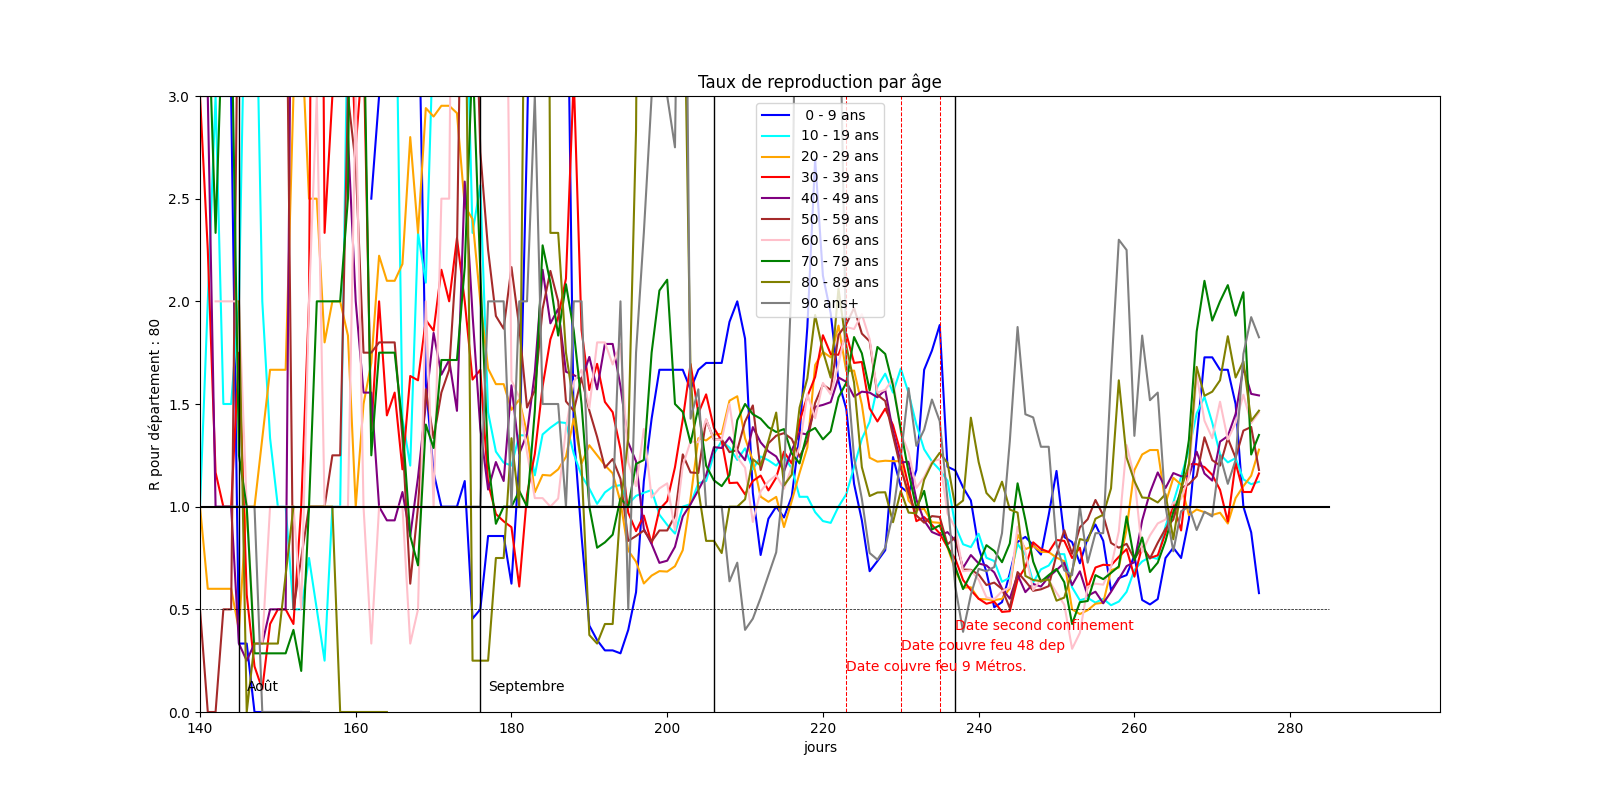 Taux de reproduction par âge
R pour département : 80
3.0
2.5
2.0
1.5
1.0
0.5
0.0
0 - 9 ans
10 - 19 ans
20 - 29 ans
30 - 39 ans
40 - 49 ans
50 - 59 ans
60 - 69 ans
70 - 79 ans
80 - 89 ans
90 ans+
Date second confinement
Date couvre feu 48 dep
Date couvre feu 9 Métros.
Août
Septembre
140 160 180 200 220 240 260 280
jours